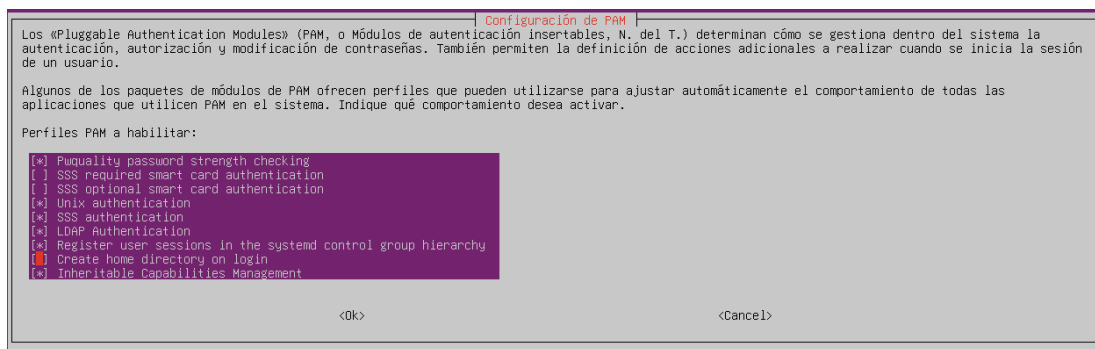 Configuración de PAM
Los «Pluggable Authentication Modules» (PAM, o Módulos de autenticación insertables, N. del T.) determinan cómo se gestiona dentro del sistema la
autenticación, autorización y modificación de contraseñas. También permiten la definición de acciones adicionales a realizar cuando se inicia la sesión
de un usuario.
Algunos de los paquetes de módulos de PAM ofrecen perfiles que pueden utilizarse para ajustar automáticamente el comportamiento de todas las
aplicaciones que utilicen PAM en el sistema. Indique qué comportamiento desea activar.
Perfiles PAM a habilitar:
[*] Pwquality password strength checking
[ ] SSS required smart card authentication
[ ] SSS optional smart card authentication
[*] Unix authentication
[*] SSS authentication
[*] LDAP Authentication
[*] Register user sessions in the systemd control group hierarchy
[ ] Create home directory on login
[*] Inheritable Capabilities Management
<Ok> <Cancel>